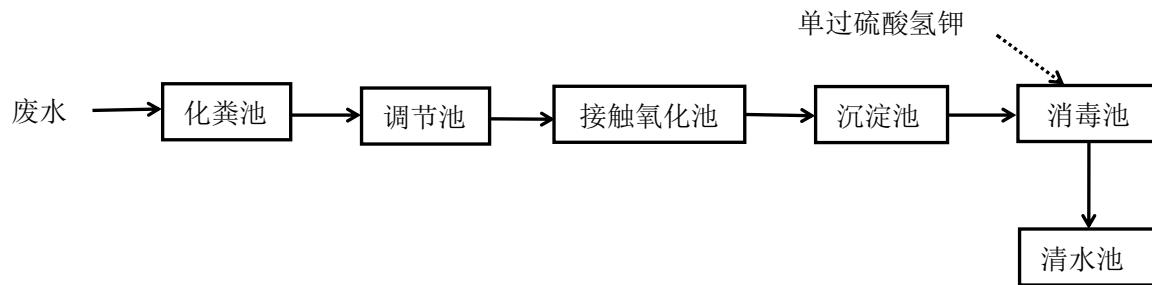 单过硫酸氢钾
废水
化粪池
调节池
接触氧化池
沉淀池
消毒池
清水池